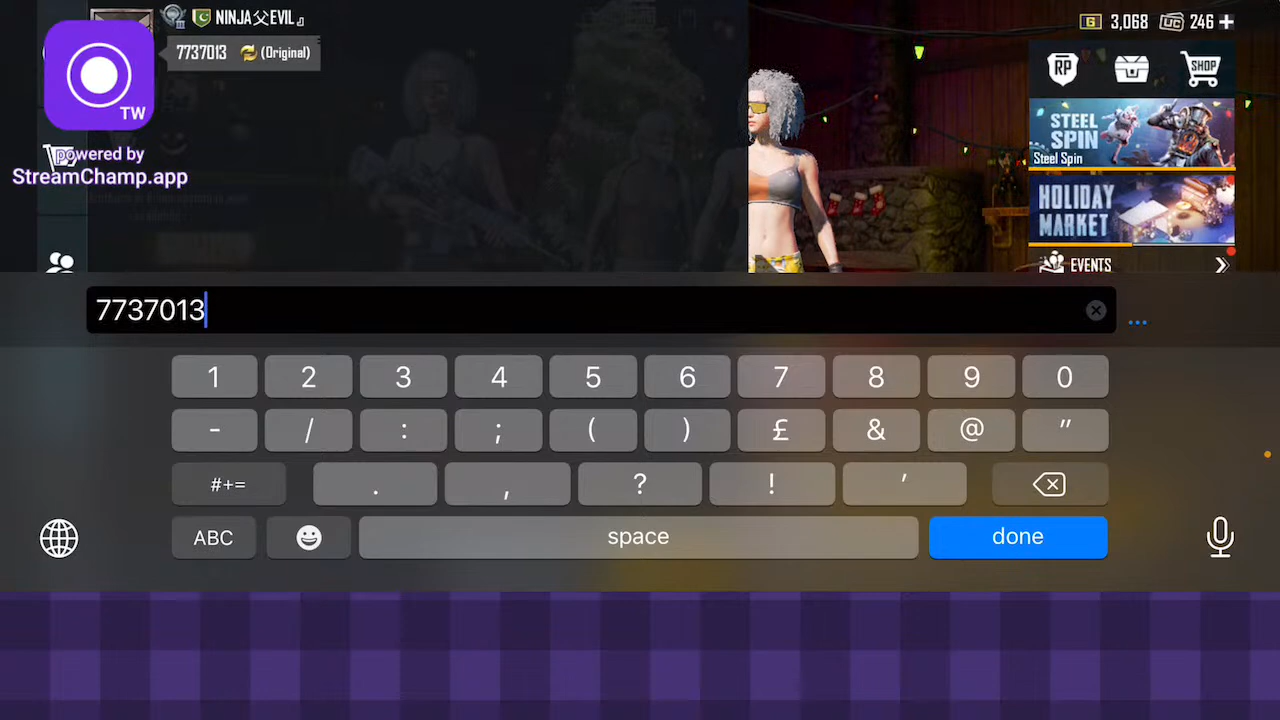 NINJA父EVIL
7737013 (Original)
G 3,068 UC 246 +
TW
powered by
StreamChamp.app
RP
SHOP
STEEL
SPIN
Steel Spin
HOLIDAY
MARKET
EVENTS
7737013
...
1 2 3 4 5 6 7 8 9 0
- / : ; ( ) £ & @ "
#+= . , ? ! '
ABC space done